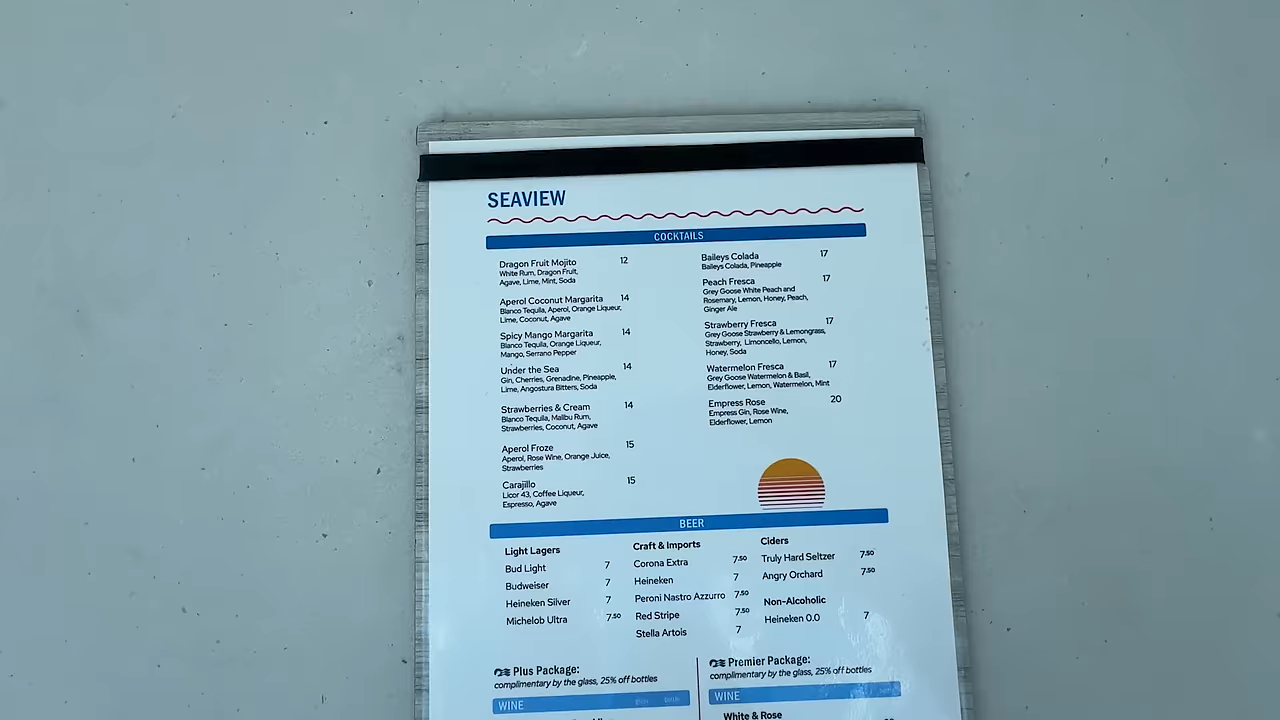 SEAVIEW
COCKTAILS
Dragon Fruit Mojito 12
White Rum, Dragon Fruit,
Agave, Lime, Mint, Soda
Aperol Coconut Margarita 14
Blanco Tequila, Aperol, Orange Liqueur,
Lime, Coconut, Agave
Spicy Mango Margarita 14
Blanco Tequila, Orange Liqueur,
Mango, Serrano Pepper
Under the Sea 14
Gin, Cherries, Grenadine, Pineapple,
Lime, Angostura Bitters, Soda
Strawberries & Cream 14
Blanco Tequila, Malibu Rum,
Strawberries, Coconut, Agave
Aperol Froze 15
Aperol, Rose Wine, Orange Juice,
Strawberries
Carajillo 15
Licor 43, Coffee Liqueur,
Espresso, Agave
Baileys Colada 17
Baileys Colada, Pineapple
Peach Fresca 17
Grey Goose White Peach and
Rosemary, Lemon, Honey, Peach,
Ginger Ale
Strawberry Fresca 17
Grey Goose Strawberry & Lemongrass,
Strawberry, Limoncello, Lemon,
Honey, Soda
Watermelon Fresca 17
Grey Goose Watermelon & Basil,
Elderflower, Lemon, Watermelon, Mint
Empress Rose 20
Empress Gin, Rose Wine,
Elderflower, Lemon
BEER
Light Lagers
Bud Light 7
Budweiser 7
Heineken Silver 7
Michelob Ultra 7.50
Craft & Imports
Corona Extra 7.50
Heineken 7
Peroni Nastro Azzurro 7.50
Red Stripe 7.50
Stella Artois 7
Ciders
Truly Hard Seltzer 7.50
Angry Orchard 7.50
Non-Alcoholic
Heineken 0.0 7
Plus Package:
complimentary by the glass, 25% off bottles
WINE
Premier Package:
complimentary by the glass, 25% off bottles
WINE
White & Rose